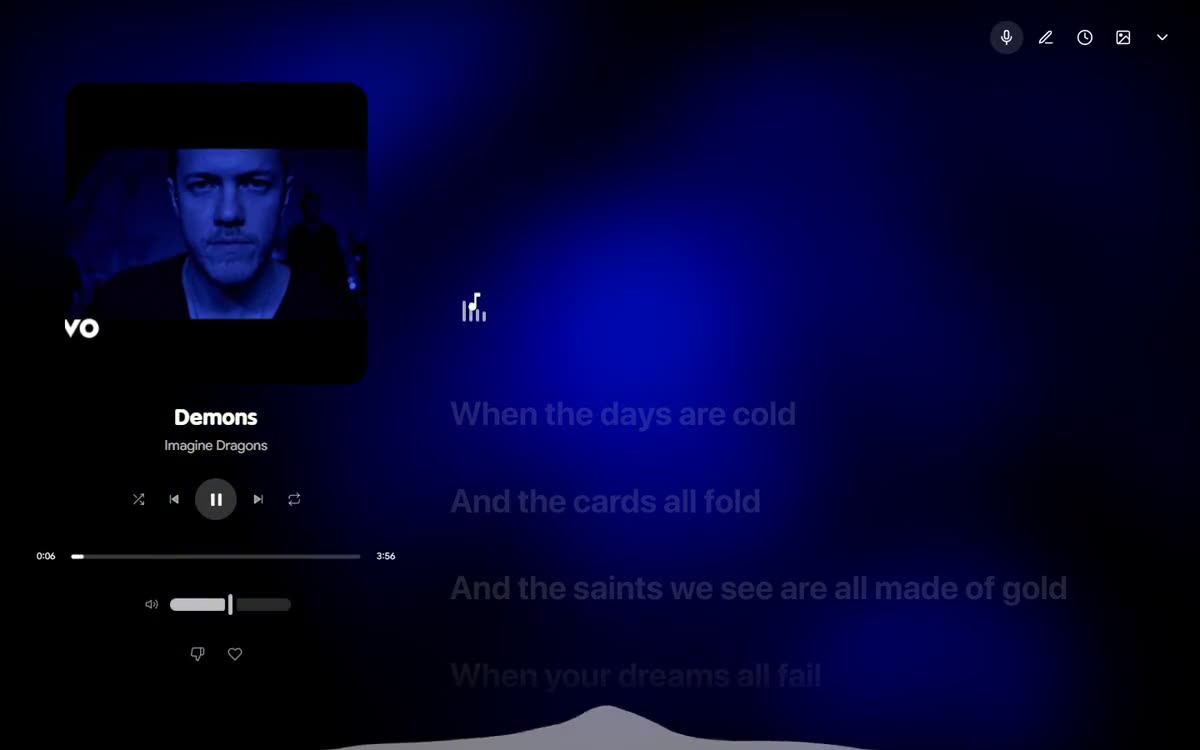 VO
Demons
Imagine Dragons
0:06
3:56
When the days are cold
And the cards all fold
And the saints we see are all made of gold
When your dreams all fail